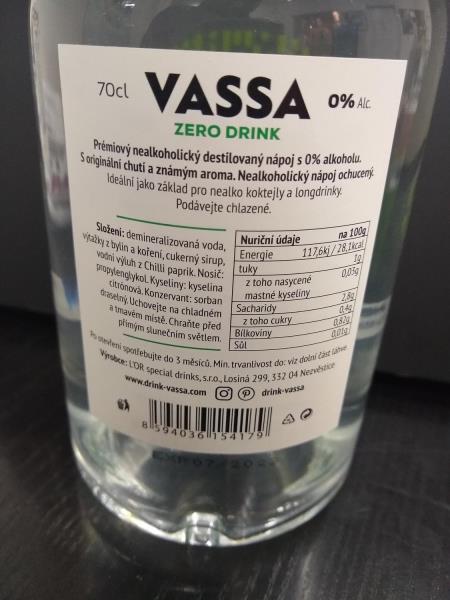 70cl VASSA 0% Alc.
ZERO DRINK
Prémiový nealkoholický destilovaný nápoj s 0% alkoholu.
S originální chutí a známým aroma. Nealkoholický nápoj ochucený.
Ideální jako základ pro nealko koktejly a longdrinky.
Podávejte chlazené.
Složení: demineralizovaná voda,
výtažky z bylin a koření, cukerný sirup,
vodní výluh z Chilli paprik. Nosič:
propylenglykol. Kyseliny: kyselina
citrónová. Konzervant: sorban
draselný. Uchovejte na chladném
a tmavém místě. Chraňte před
přímým slunečním světlem.
Nuriční údaje na 100g
Energie 117,6kj / 28,1kcal
tuky 1g
z toho nasycené 0,05g
mastné kyseliny
Sacharidy 2,8g
z toho cukry 0,4g
Bílkoviny 0,82g
Sůl 0,01g
Po otevření spotřebujte do 3 měsíců. Min. trvanlivost do: viz dolní část láhve.
Výrobce: L'OR special drinks, s.r.o., Losiná 299, 332 04 Nezvěstice
www.drink-vassa.com drink-vassa
8 594036 154179
EXP 07/